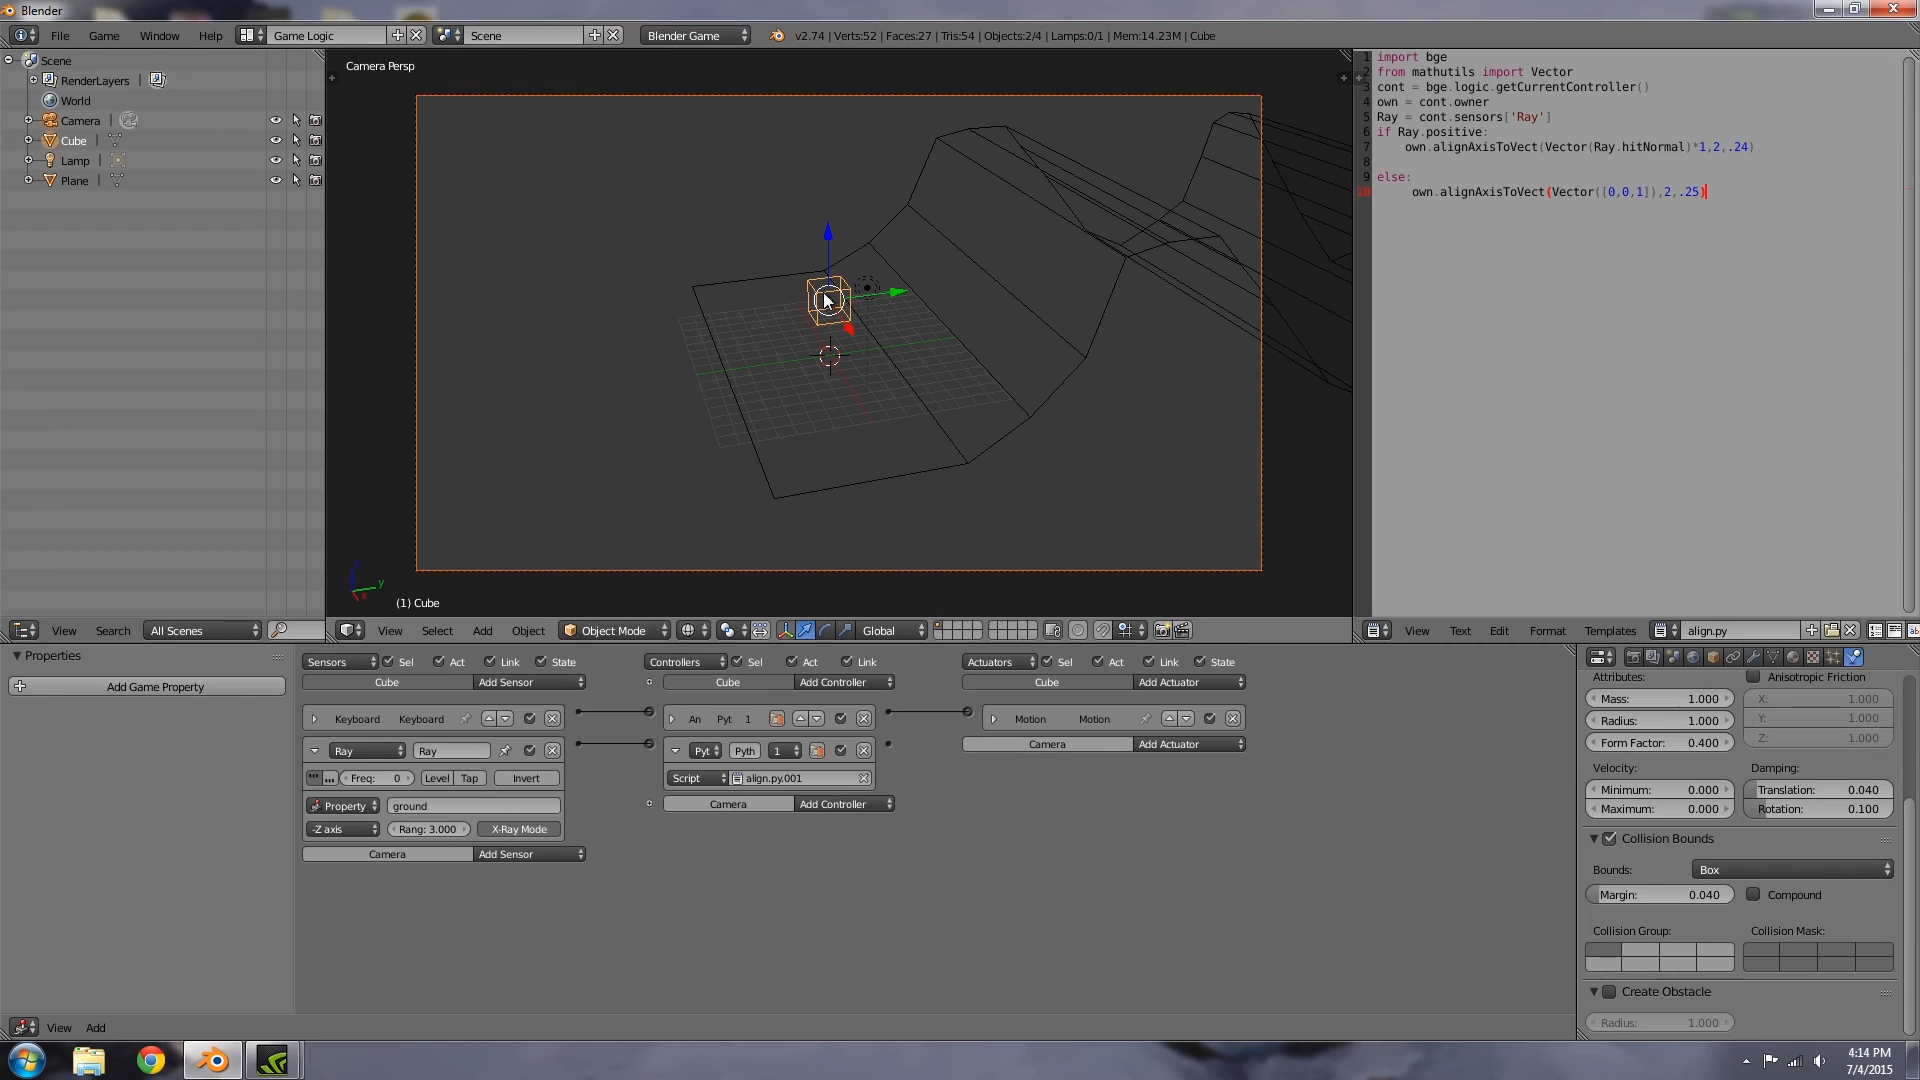 Blender
File Game Window Help Game Logic Scene Blender Game v2.74 | Verts:52 | Faces:27 | Tris:54 | Objects:2/4 | Lamps:0/1 | Mem:14.23M | Cube
Scene
RenderLayers
World
Camera
Cube
Lamp
Plane
View Search All Scenes
Camera Persp
(1) Cube
View Select Add Object Object Mode Global
1 import bge
2 from mathutils import Vector
3 cont = bge.logic.getCurrentController()
4 own = cont.owner
5 Ray = cont.sensors['Ray']
6 if Ray.positive:
7 own.alignAxisToVect(Vector(Ray.hitNormal)*1,2,.24)
8
9 else:
10 own.alignAxisToVect(Vector([0,0,1]),2,.25)
View Text Edit Format Templates align.py
Properties
Add Game Property
Sensors Sel Act Link State
Cube Add Sensor
Keyboard Keyboard
Ray Ray
Freq: 0 Level Tap Invert
Property ground
-Z axis Rang: 3.000 X-Ray Mode
Camera Add Sensor
Controllers Sel Act Link
Cube Add Controller
An Pyt 1
Pyt Pyth 1
Script align.py.001
Camera Add Controller
Actuators Sel Act Link State
Cube Add Actuator
Motion Motion
Camera Add Actuator
Attributes: Anisotropic Friction
Mass: 1.000 X: 1.000
Radius: 1.000 Y: 1.000
Form Factor: 0.400 Z: 1.000
Velocity: Damping:
Minimum: 0.000 Translation: 0.040
Maximum: 0.000 Rotation: 0.100
Collision Bounds
Bounds: Box
Margin: 0.040 Compound
Collision Group: Collision Mask:
Create Obstacle
Radius: 1.000
View Add
4:14 PM
7/4/2015